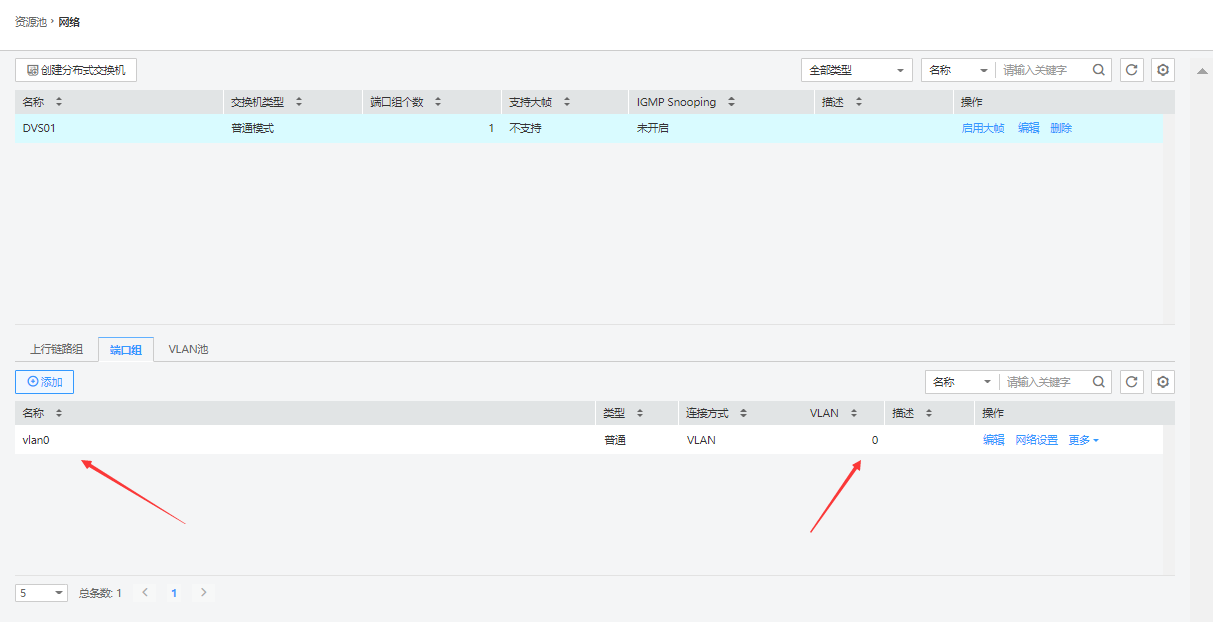 资源池 › 网络
创建分布式交换机 全部类型 名称 请输入关键字
名称 交换机类型 端口组个数 支持大帧 IGMP Snooping 描述 操作
DVS01 普通模式 1 不支持 未开启 启用大帧 编辑 删除
上行链路组 端口组 VLAN池
添加 名称 请输入关键字
名称 类型 连接方式 VLAN 描述 操作
vlan0 普通 VLAN 0 编辑 网络设置 更多
5 总条数: 1 1